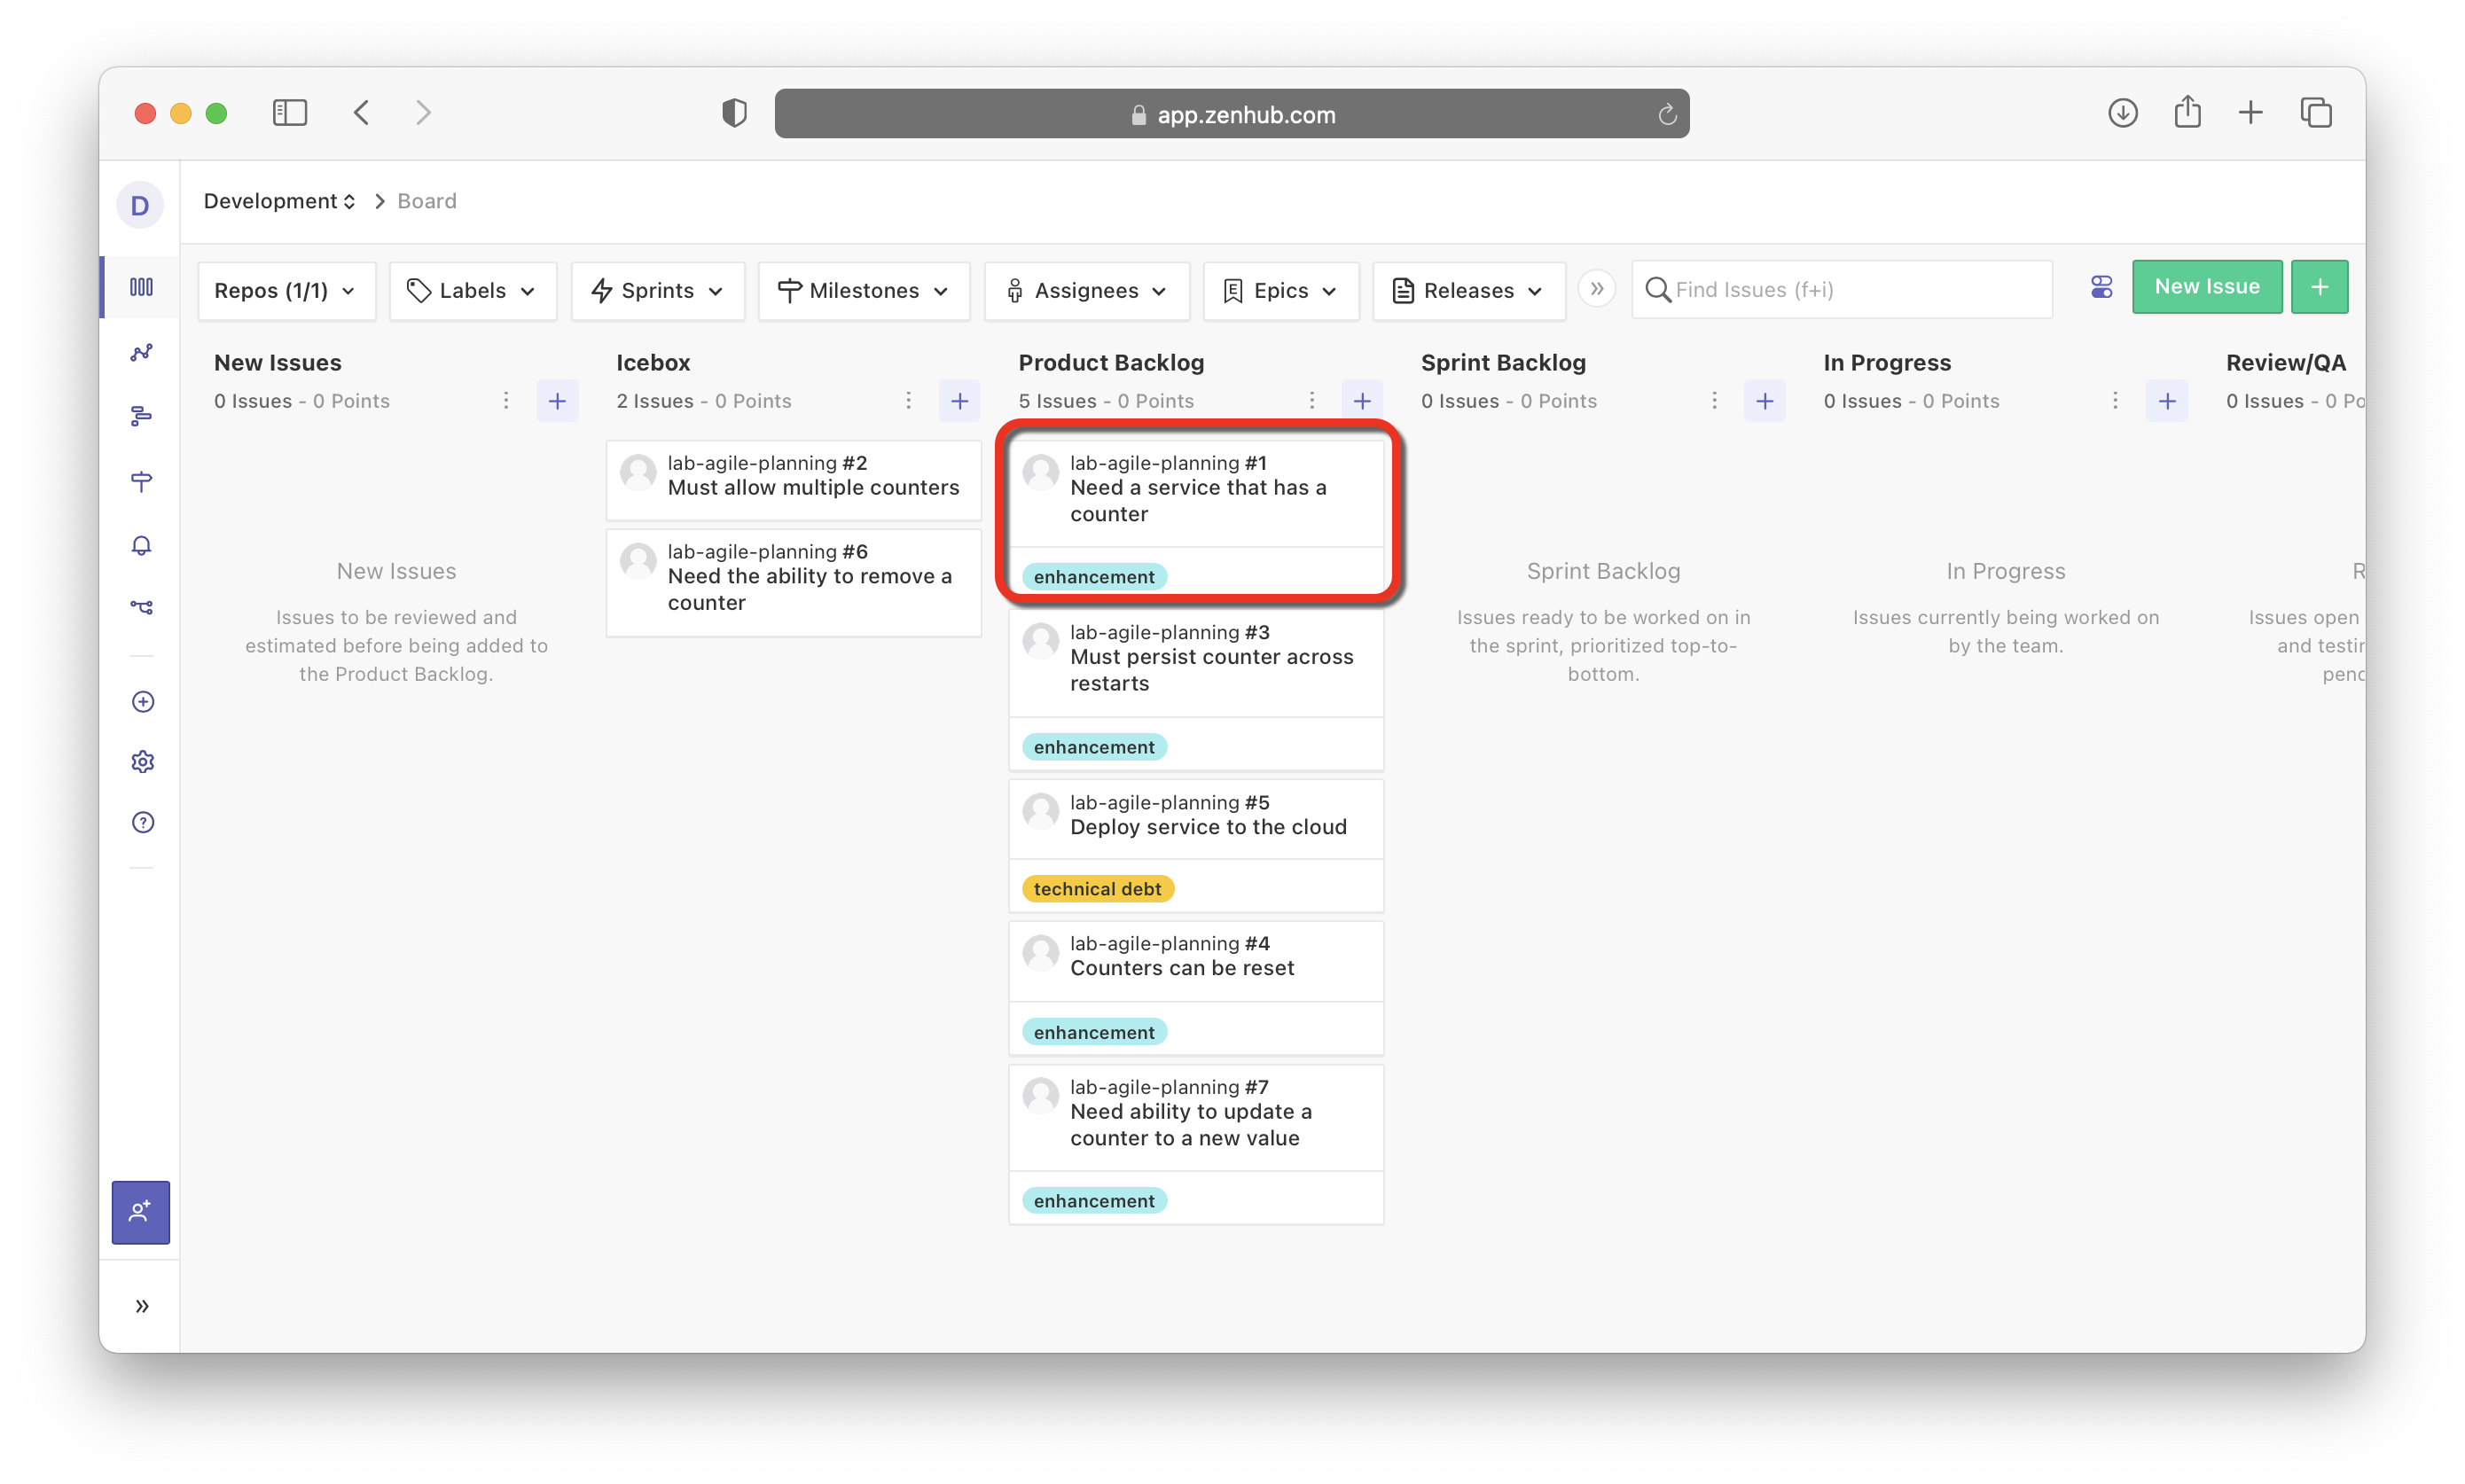 app.zenhub.com
D
Development > Board
Repos (1/1)
Labels
Sprints
Milestones
Assignees
Epics
Releases
Find Issues (f+i)
New Issue
New Issues
0 Issues - 0 Points
New Issues
Issues to be reviewed and
estimated before being added to
the Product Backlog.
Icebox
2 Issues - 0 Points
lab-agile-planning #2
Must allow multiple counters
lab-agile-planning #6
Need the ability to remove a
counter
Product Backlog
5 Issues - 0 Points
lab-agile-planning #1
Need a service that has a
counter
enhancement
lab-agile-planning #3
Must persist counter across
restarts
enhancement
lab-agile-planning #5
Deploy service to the cloud
technical debt
lab-agile-planning #4
Counters can be reset
enhancement
lab-agile-planning #7
Need ability to update a
counter to a new value
enhancement
Sprint Backlog
0 Issues - 0 Points
Sprint Backlog
Issues ready to be worked on in
the sprint, prioritized top-to-
bottom.
In Progress
0 Issues - 0 Points
In Progress
Issues currently being worked on
by the team.
Review/QA
0 Issues - 0 Po
R
Issues open
and testin
pend